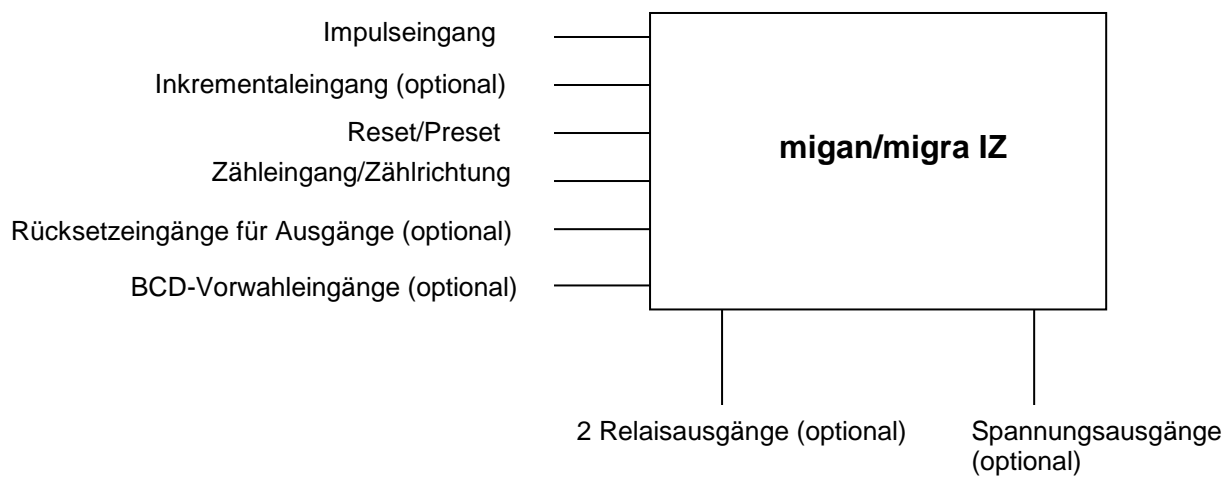 Impulseingang
Inkrementaleingang (optional)
Reset/Preset
Zähleingang/Zählrichtung
Rücksetzeingänge für Ausgänge (optional)
BCD-Vorwahleingänge (optional)
migan/migra IZ
2 Relaisausgänge (optional)
Spannungsausgänge
(optional)